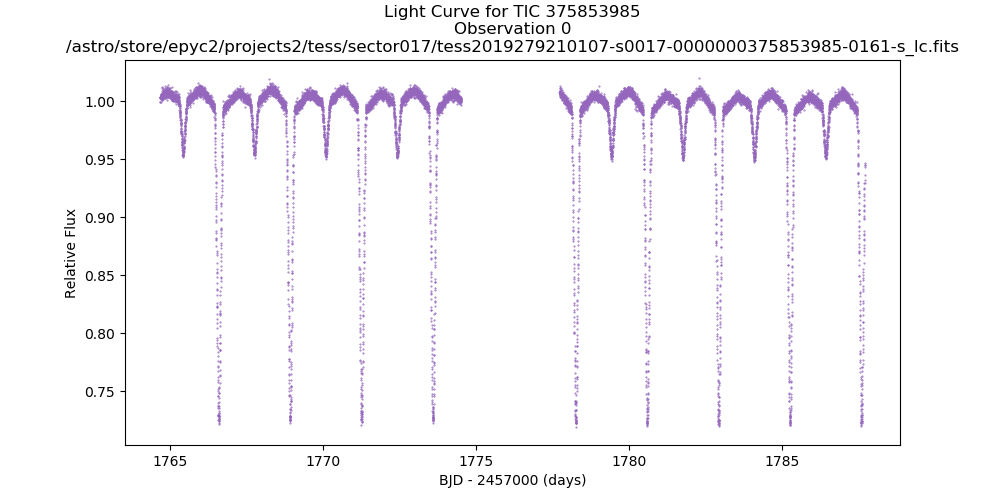 Light Curve for TIC 375853985
Observation 0
/astro/store/epyc2/projects2/tess/sector017/tess2019279210107-s0017-0000000375853985-0161-s_lc.fits
1.00
0.95
0.90
0.85
0.80
0.75
Relative Flux
1765
1770
1775
1780
1785
BJD - 2457000 (days)